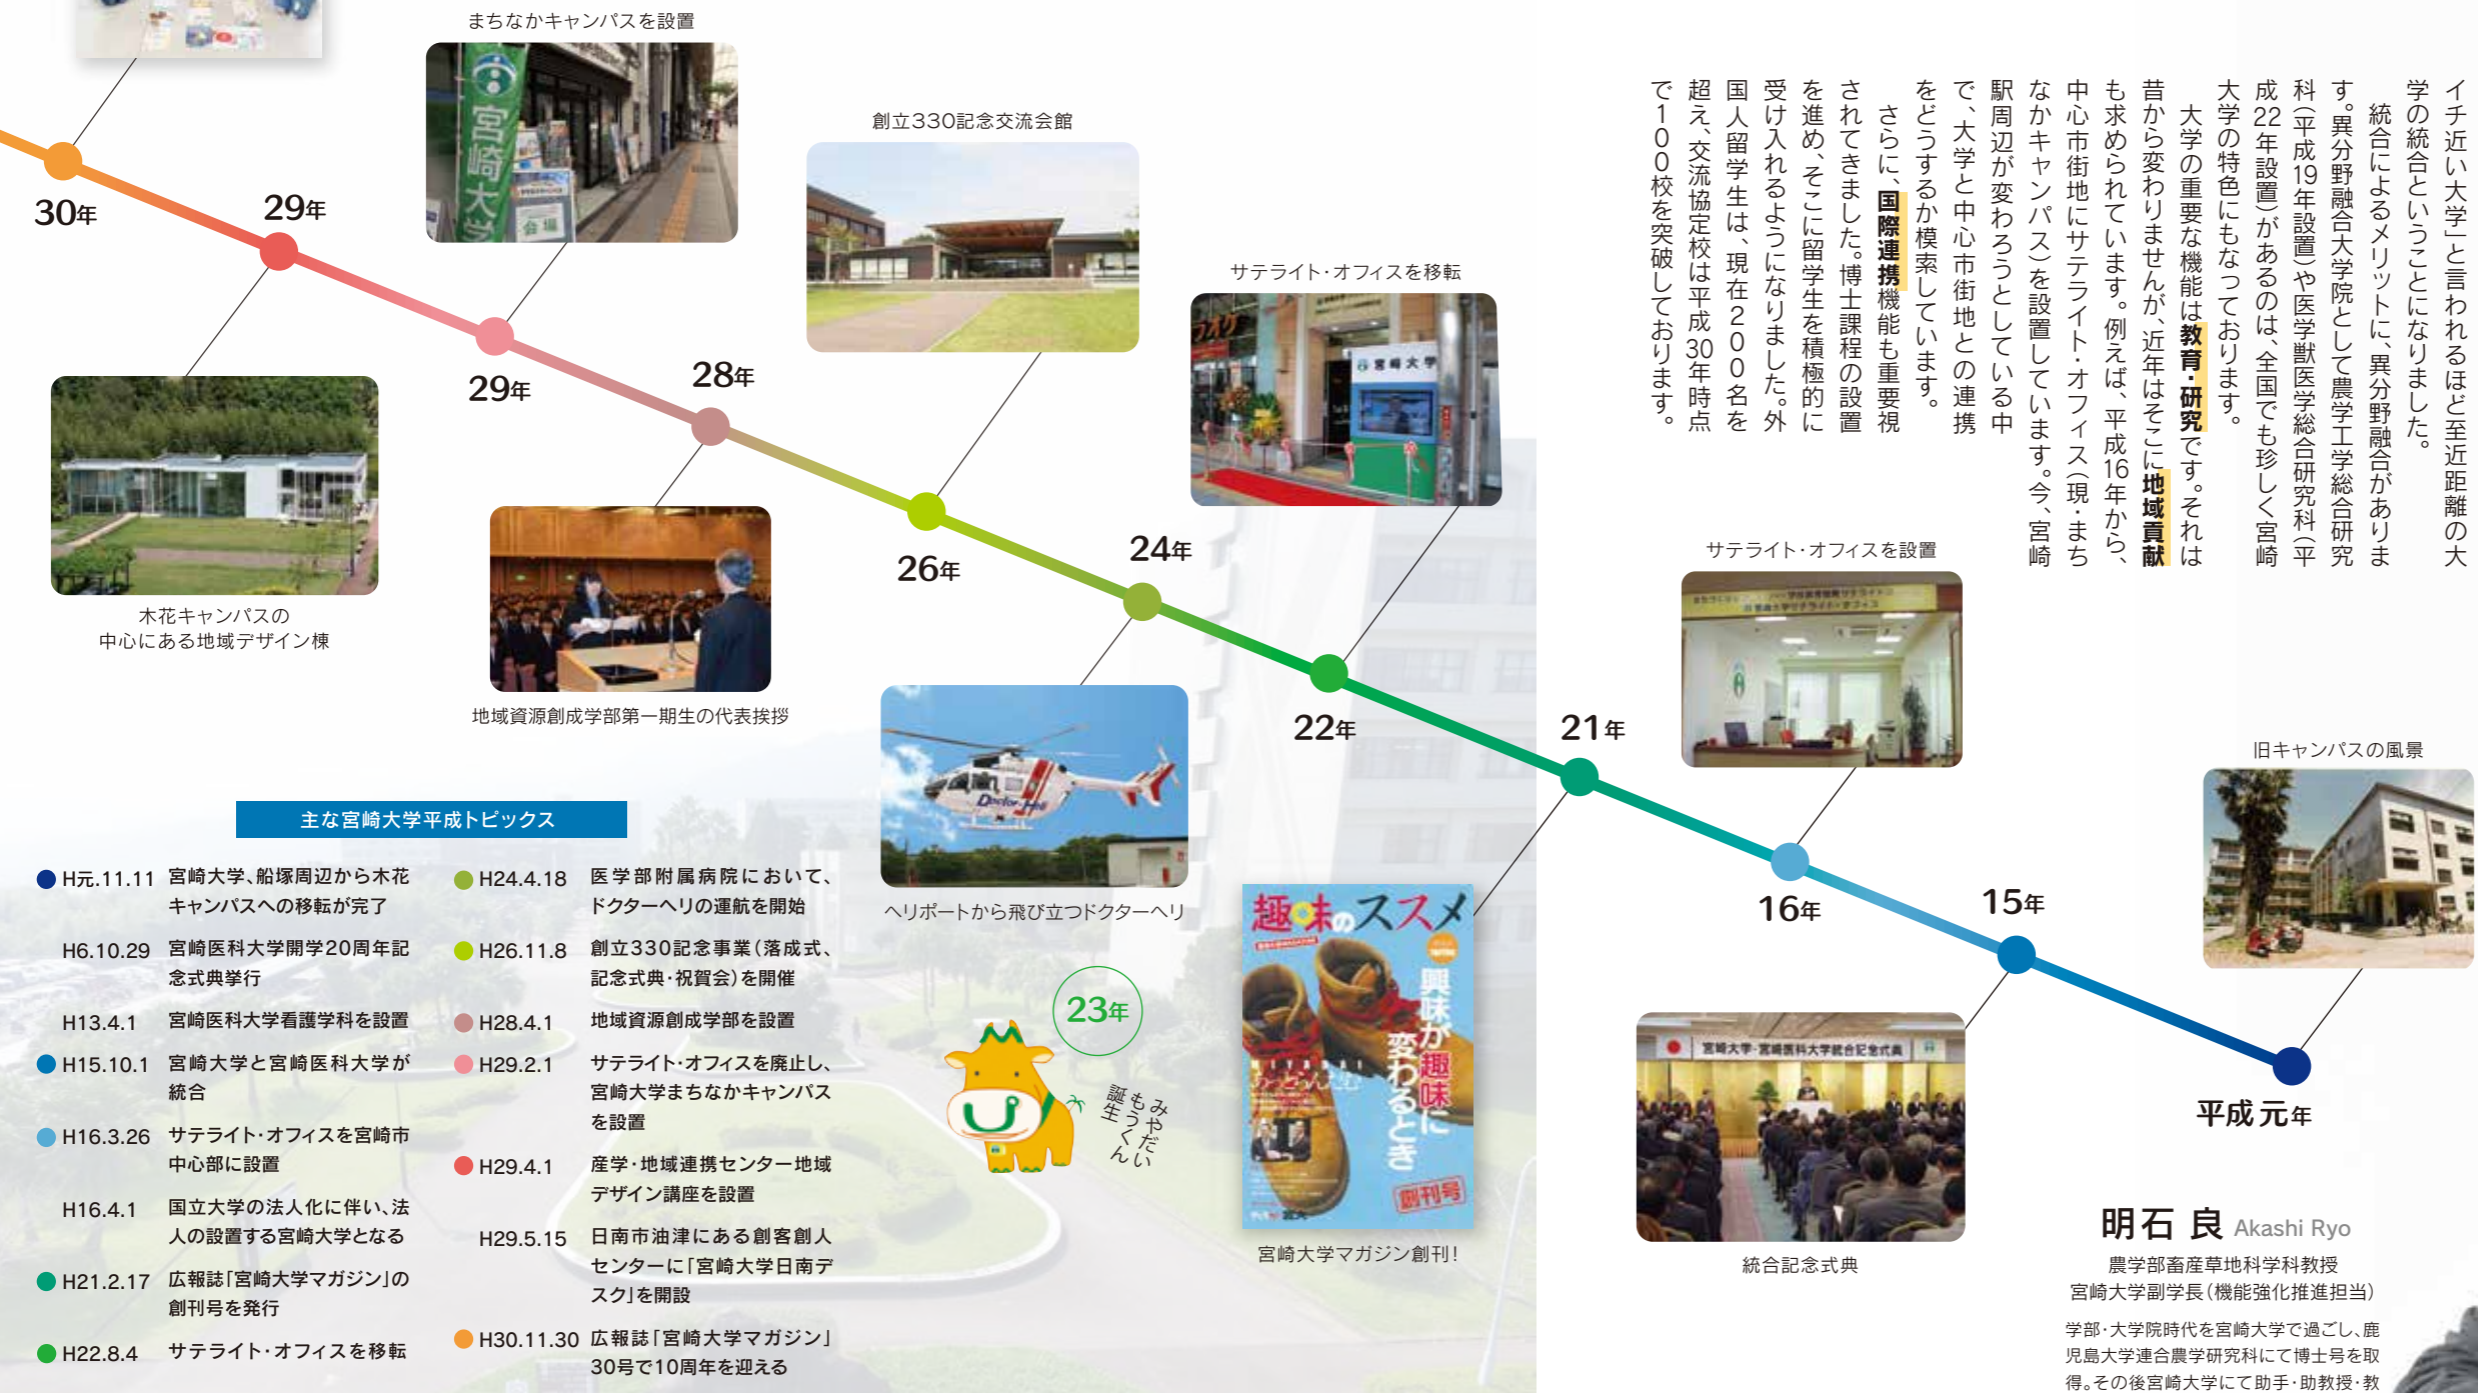 イチ近い大学」と言われるほど至近距離の大
学の統合ということになりました。
統合によるメリットに、異分野融合がありま
す。異分野融合大学院として農学工学総合研究
科(平成19年設置)や医学獣医学総合研究科(平
成22年設置)があるのは、全国でも珍しく宮崎
大学の特色にもなっております。
大学の重要な機能は教育・研究です。それは
昔から変わりませんが、近年はそこに地域貢献
も求められています。例えば、平成16年から、
中心市街地にサテライト・オフィス(現・まち
なかキャンパス)を設置しています。今、宮崎
駅周辺が変わろうとしている中
で、大学と中心市街地との連携
をどうするか模索しています。
さらに、国際連携機能も重要視
されてきました。博士課程の設置
を進め、そこに留学生を積極的に
受け入れるようになりました。外
国人留学生は、現在200名を
超え、交流協定校は平成30年時点
で100校を突破しております。
まちなかキャンパスを設置
宮崎大学
会場
創立330記念交流会館
サテライト・オフィスを移転
宮崎大学
サテライト・オフィスを設置
宮崎大学サテライト・オフィス
旧キャンパスの風景
30年
29年
29年
28年
26年
24年
22年
21年
16年
15年
平成元年
木花キャンパスの
中心にある地域デザイン棟
地域資源創成学部第一期生の代表挨拶
Doctor-Heli
ヘリポートから飛び立つドクターヘリ
23年
みやだい
もうくん
誕生
趣味のススメ
興味が趣味に
変わるとき
創刊号
宮崎大学マガジン創刊!
宮崎大学・宮崎医科大学統合記念式典
統合記念式典
主な宮崎大学平成トピックス
H元.11.11 宮崎大学、船塚周辺から木花
キャンパスへの移転が完了
H6.10.29 宮崎医科大学開学20周年記
念式典挙行
H13.4.1 宮崎医科大学看護学科を設置
H15.10.1 宮崎大学と宮崎医科大学が
統合
H16.3.26 サテライト・オフィスを宮崎市
中心部に設置
H16.4.1 国立大学の法人化に伴い、法
人の設置する宮崎大学となる
H21.2.17 広報誌「宮崎大学マガジン」の
創刊号を発行
H22.8.4 サテライト・オフィスを移転
H24.4.18 医学部附属病院において、
ドクターヘリの運航を開始
H26.11.8 創立330記念事業(落成式、
記念式典・祝賀会)を開催
H28.4.1 地域資源創成学部を設置
H29.2.1 サテライト・オフィスを廃止し、
宮崎大学まちなかキャンパス
を設置
H29.4.1 産学・地域連携センター地域
デザイン講座を設置
H29.5.15 日南市油津にある創客創人
センターに「宮崎大学日南デ
スク」を開設
H30.11.30 広報誌「宮崎大学マガジン」
30号で10周年を迎える
明石 良 Akashi Ryo
農学部畜産草地科学科教授
宮崎大学副学長(機能強化推進担当)
学部・大学院時代を宮崎大学で過ごし、鹿
児島大学連合農学研究科にて博士号を取
得。その後宮崎大学にて助手・助教授・教